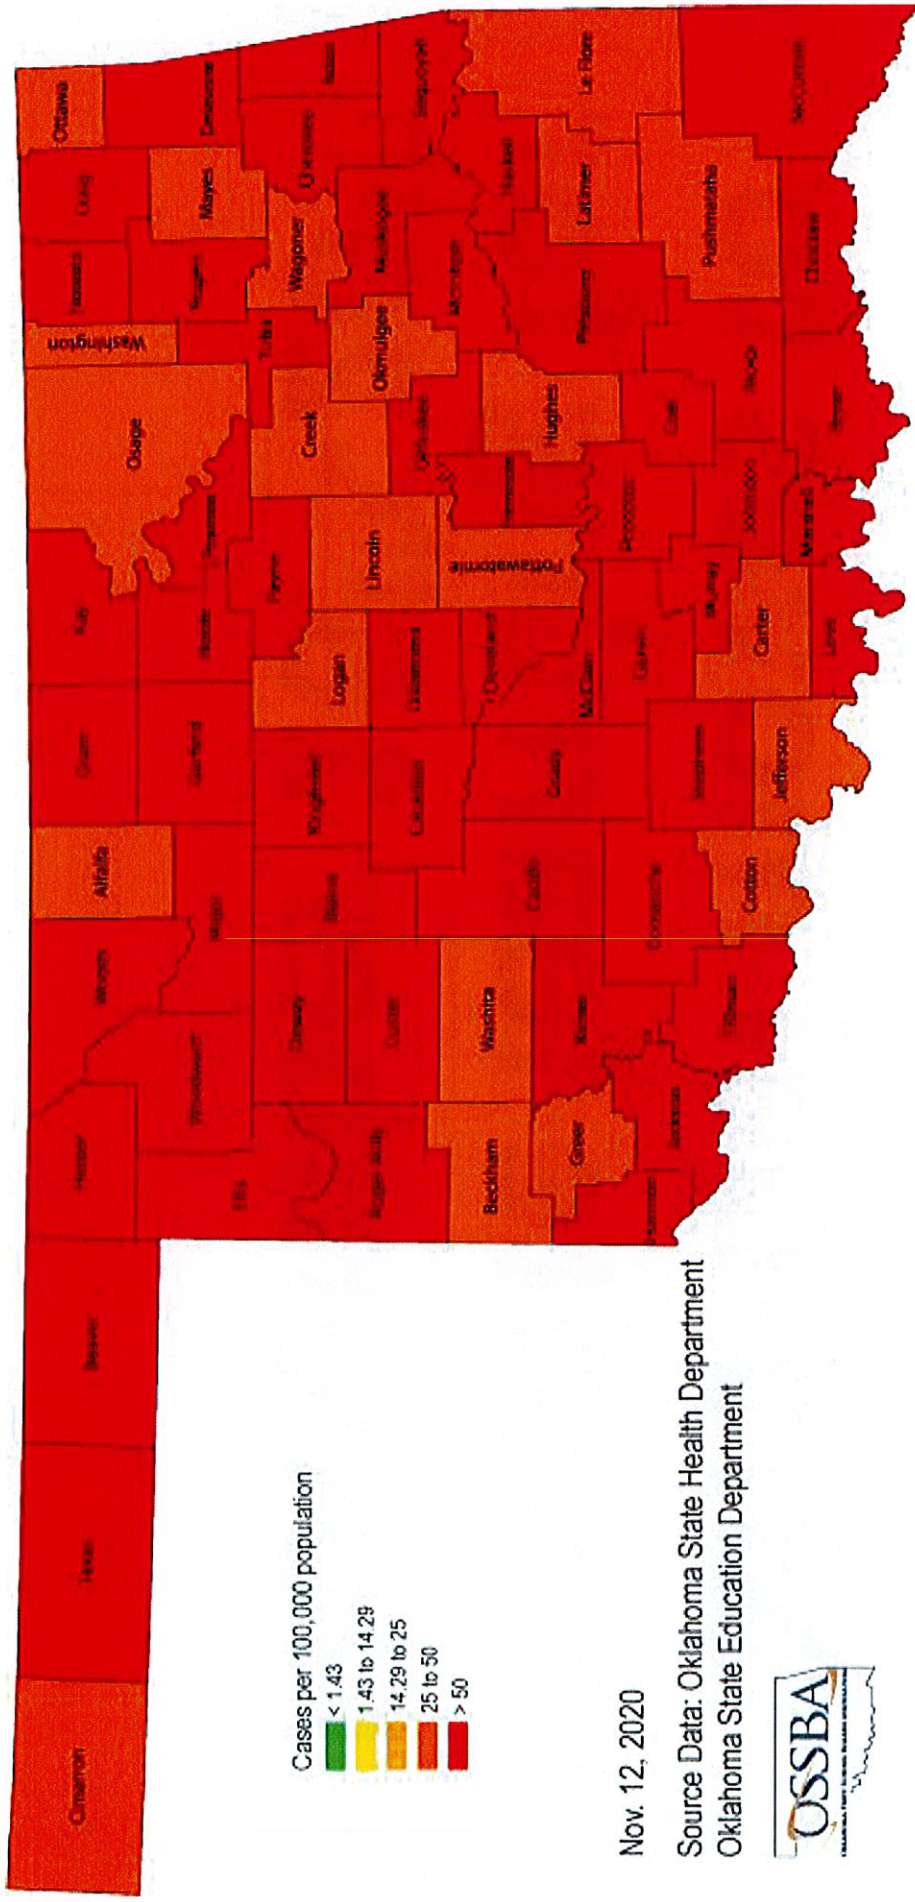 Cimarron
Texas
Beaver
Harper
Woods
Alfalfa
Grant
Kay
Osage
Washington
Nowata
Craig
Ottawa
Ellis
Woodward
Major
Garfield
Noble
Pawnee
Rogers
Mayes
Delaware
Roger Mills
Dewey
Blaine
Kingfisher
Logan
Payne
Creek
Tulsa
Wagoner
Cherokee
Adair
Custer
Canadian
Oklahoma
Lincoln
Okfuskee
Okmulgee
Muskogee
Sequoyah
Beckham
Washita
Caddo
Grady
Cleveland
McClain
Pottawatomie
Seminole
Hughes
McIntosh
Haskell
Greer
Kiowa
Comanche
Stephens
Garvin
Pontotoc
Coal
Pittsburg
Latimer
Le Flore
Harmon
Jackson
Tillman
Cotton
Jefferson
Carter
Murray
Johnston
Atoka
Pushmataha
McCurtain
Love
Marshall
Bryan
Choctaw
Cases per 100,000 population
< 1.43
1.43 to 14.29
14.29 to 25
25 to 50
> 50
Nov. 12, 2020
Source Data: Oklahoma State Health Department
Oklahoma State Education Department
OSSBA